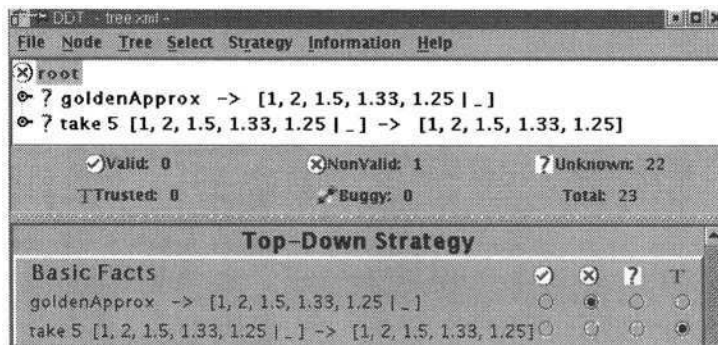 DDT - tree.xml -
File Node Tree Select Strategy Information Help
root
? goldenApprox -> [1, 2, 1.5, 1.33, 1.25 | _ ]
? take 5 [1, 2, 1.5, 1.33, 1.25 | _ ] -> [1, 2, 1.5, 1.33, 1.25]
Valid: 0 NonValid: 1 ? Unknown: 22
T Trusted: 0 Buggy: 0 Total: 23
Top-Down Strategy
Basic Facts ? T
goldenApprox -> [1, 2, 1.5, 1.33, 1.25 | _ ]
take 5 [1, 2, 1.5, 1.33, 1.25 | _ ] -> [1, 2, 1.5, 1.33, 1.25]